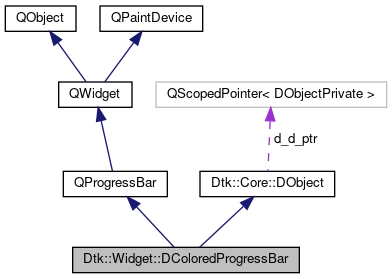 QObject
QPaintDevice
QWidget
QScopedPointer< DObjectPrivate >
d_d_ptr
QProgressBar
Dtk::Core::DObject
Dtk::Widget::DColoredProgressBar